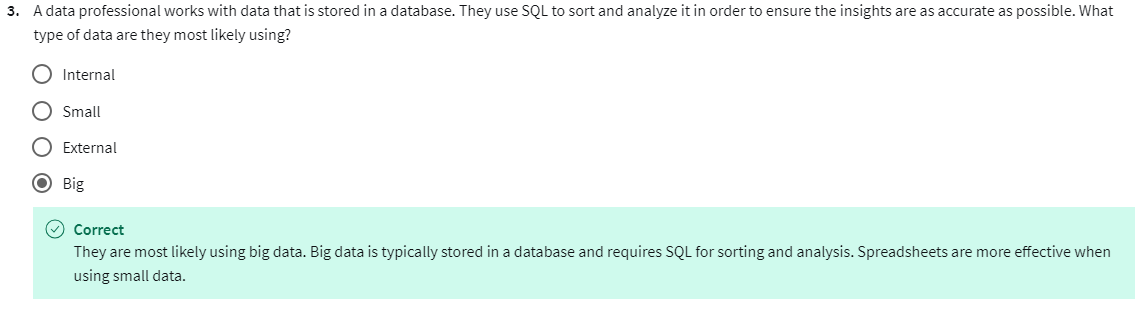 3. A data professional works with data that is stored in a database. They use SQL to sort and analyze it in order to ensure the insights are as accurate as possible. What
type of data are they most likely using?
Internal
Small
External
Big
Correct
They are most likely using big data. Big data is typically stored in a database and requires SQL for sorting and analysis. Spreadsheets are more effective when
using small data.